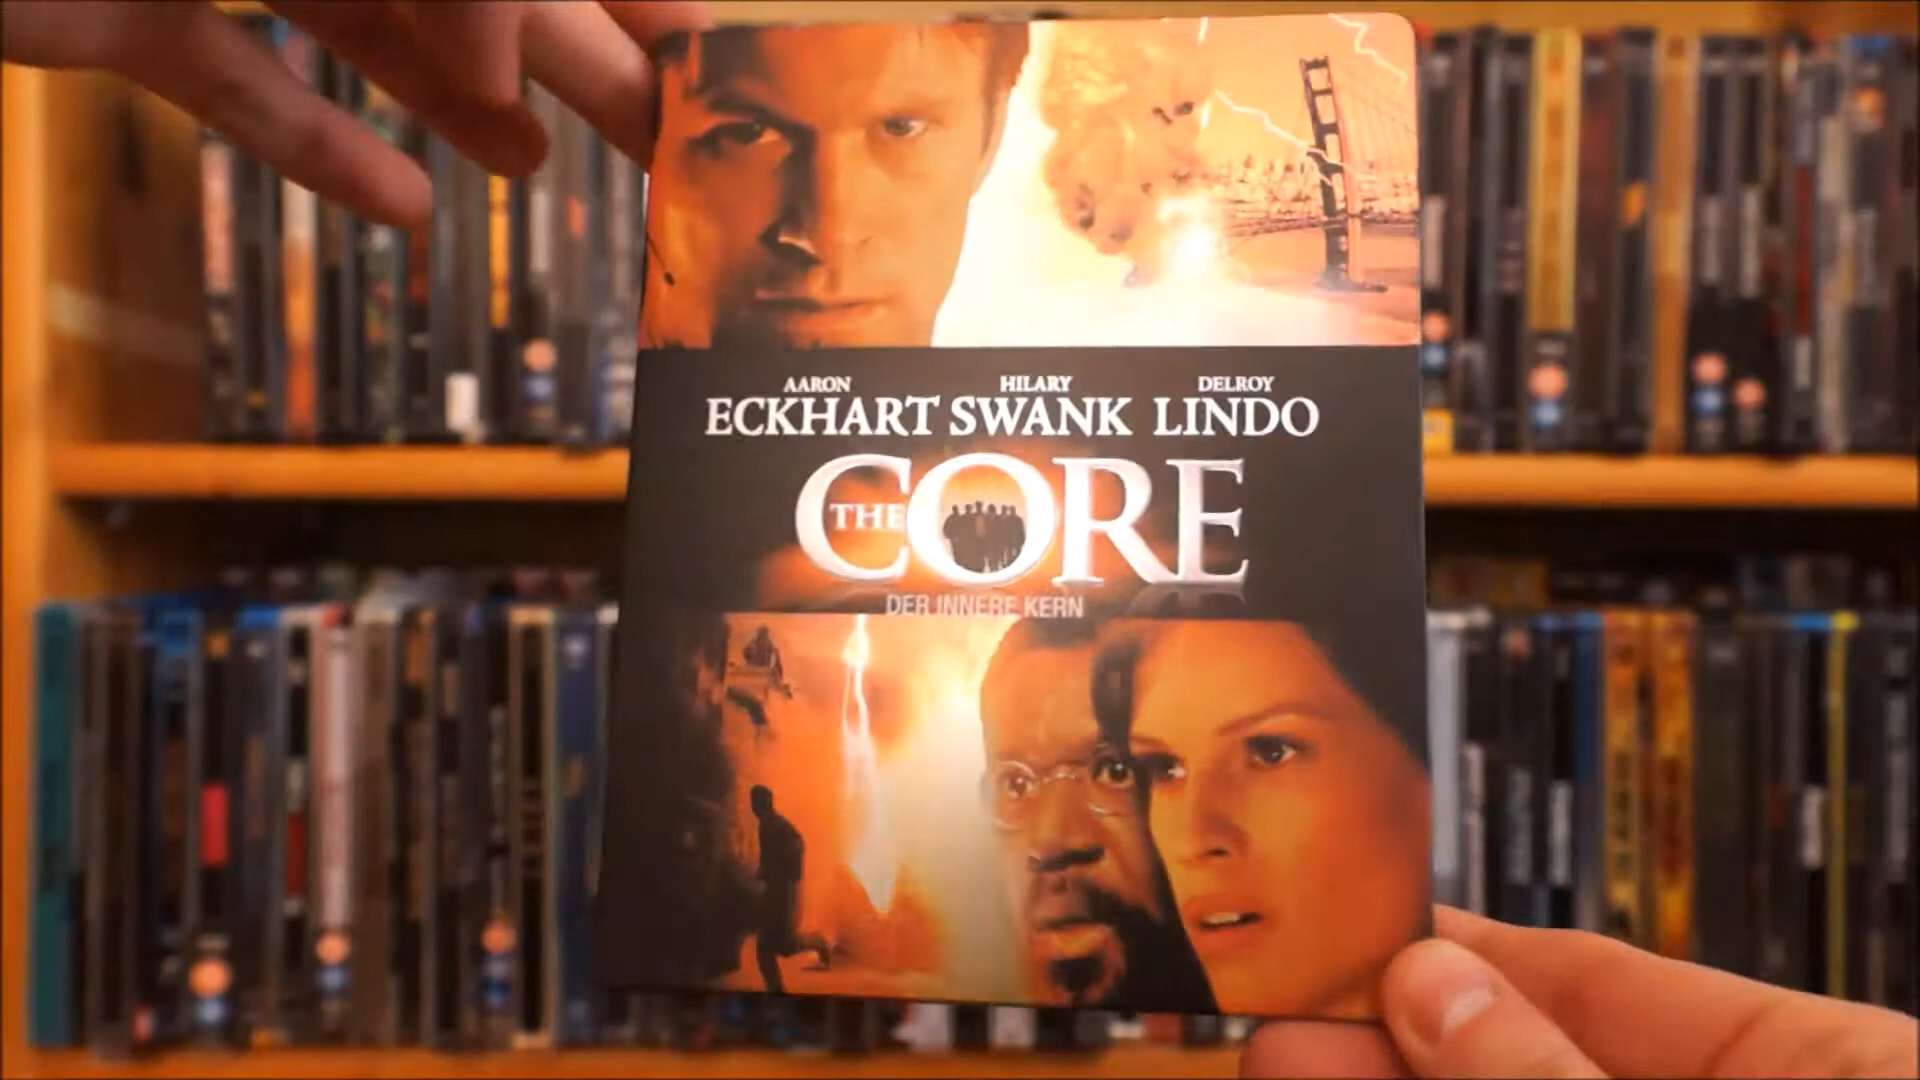 AARON HILARY DELROY
ECKHART SWANK LINDO
THE CORE
DER INNERE KERN